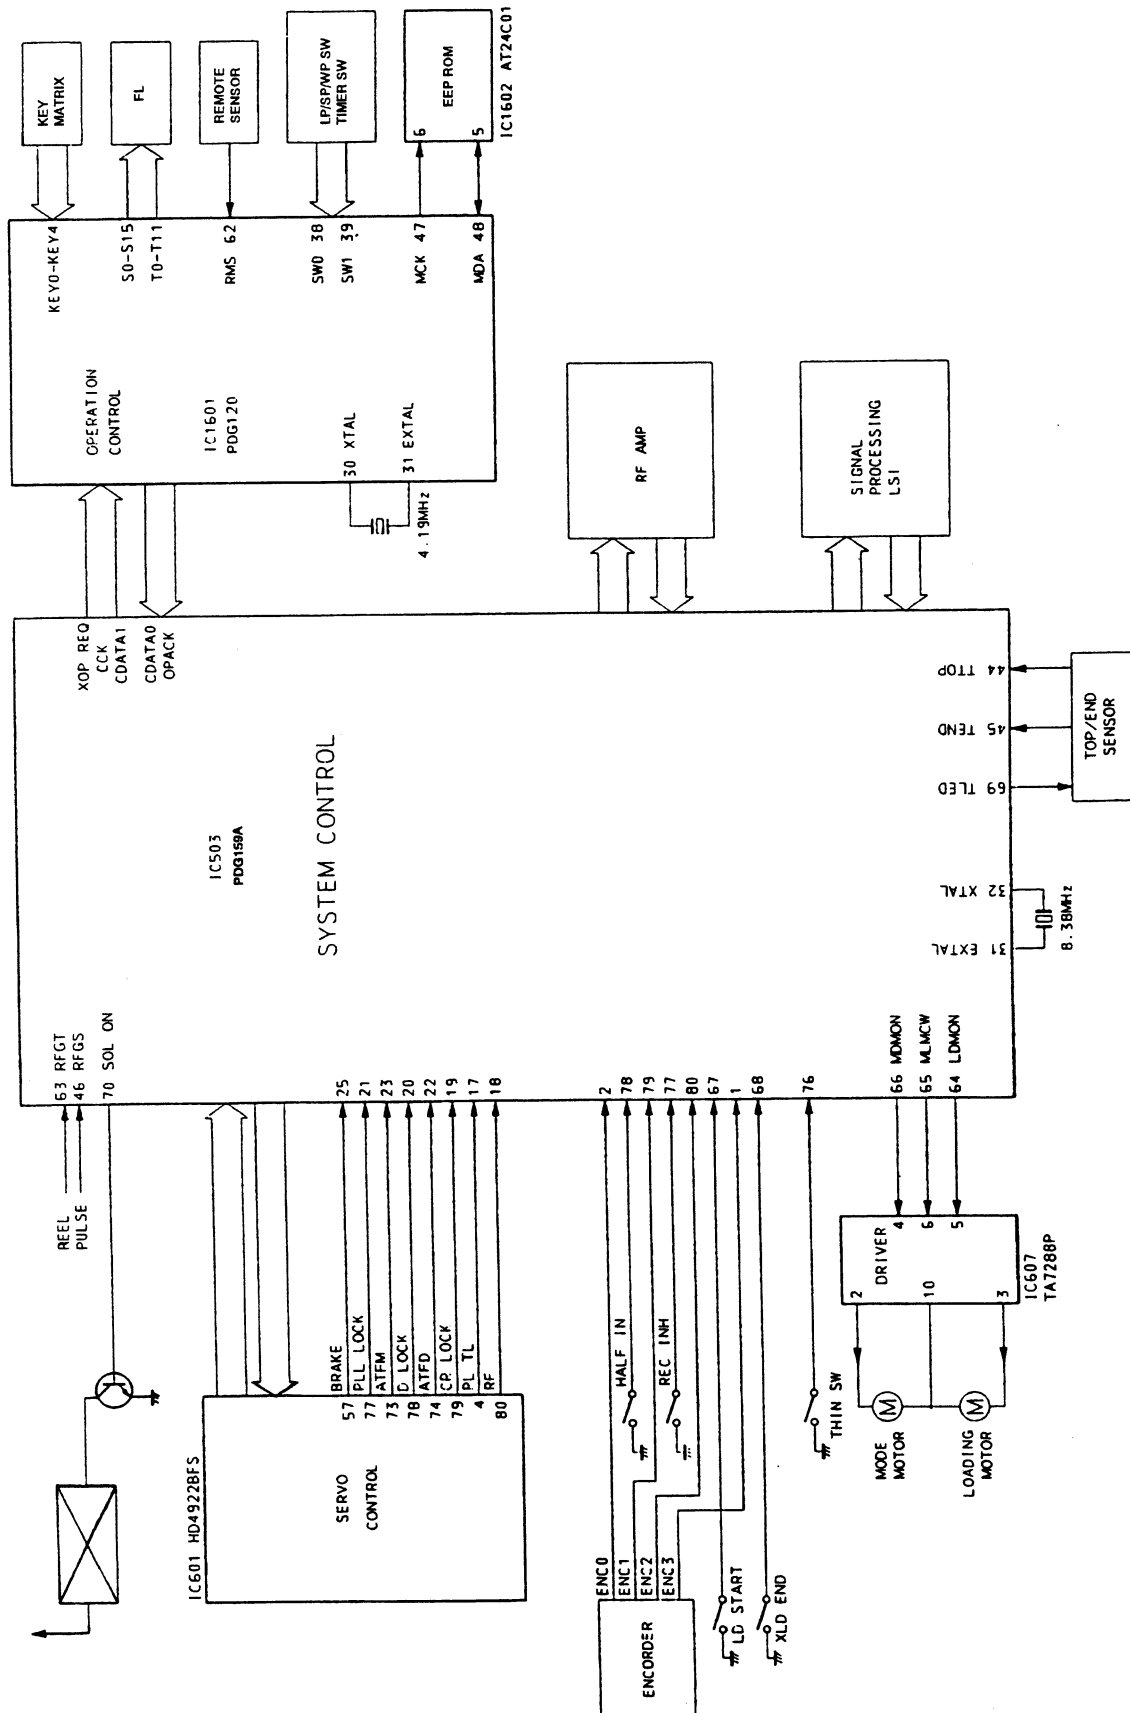 KEY
MATRIX
FL
REMOTE
SENSOR
LP/SP/WP SW
TIMER SW
EEPROM
6
5
IC1602 AT24C01
KEY0-KEY4
S0-S15
T0-T11
RMS 62
SW0 38
SW1 39
MCK 47
MDA 48
OPERATION
CONTROL
IC1601
PDG120
30 XTAL
31 EXTAL
4.19MHz
XOP REQ
CCK
CDATA1
CDATA0
OPACK
RF AMP
SIGNAL
PROCESSING
LSI
IC503
PDG159A
SYSTEM CONTROL
44 TTOP
45 TEND
69 TLED
TOP/END
SENSOR
32 XTAL
31 EXTAL
8.38MHz
63 RFGT
46 RFGS
70 SOL ON
REEL
PULSE
25
21
23
20
22
19
17
18
2
78
79
77
80
67
1
68
76
66 MDMON
65 MLMCW
64 LDMON
IC601 HD49228FS
SERVO
CONTROL
BRAKE
57
PLL LOCK
77
ATFM
73
D LOCK
78
ATFD
74
CP LOCK
79
PL TL
4
RF
80
HALF IN
REC INH
ENCORDER
ENC0
ENC1
ENC2
ENC3
LD START
XLD END
THIN SW
DRIVER
4
6
5
2
10
3
IC607
TA7288P
M
MODE
MOTOR
M
LOADING
MOTOR